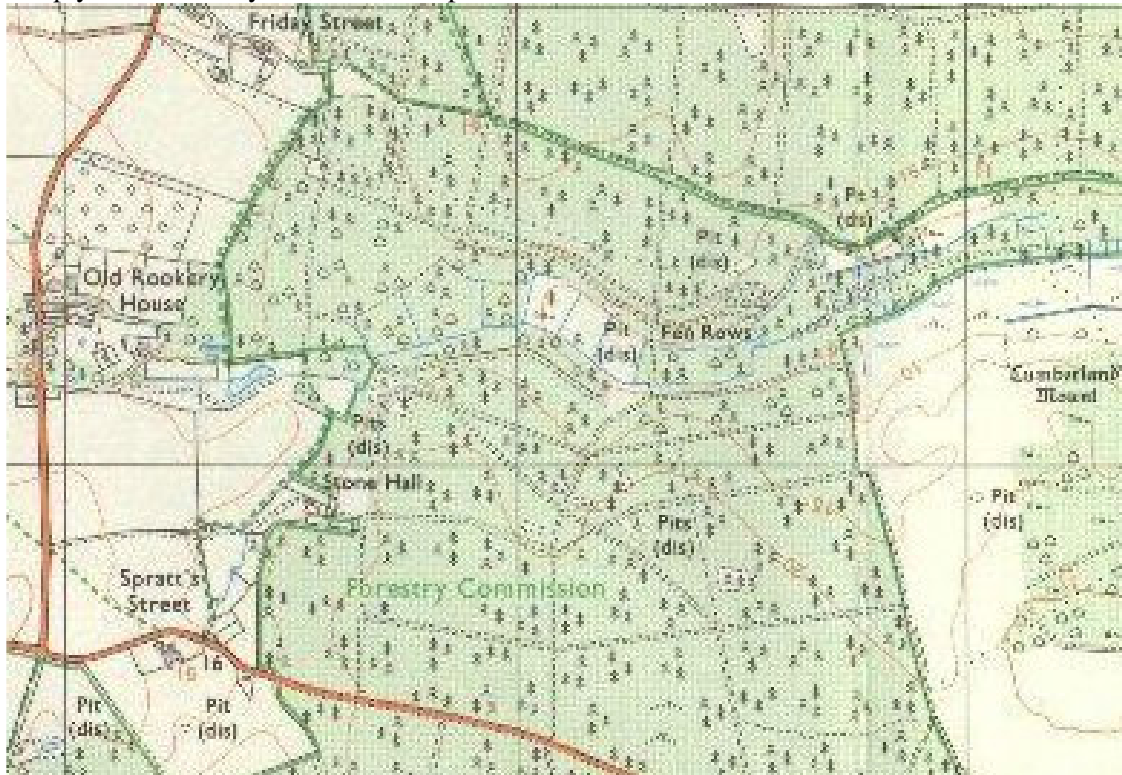 Friday Street
Pit
(dis)
Pit
(dis)
Old Rookery
House
Pit
(dis)
Fen Rows
Cumberland
Mount
Pits
(dis)
Stone Hall
Pit
(dis)
Pits
(dis)
Spratt's
Street
Forestry Commission
16
Pit
(dis)
Pit
(dis)